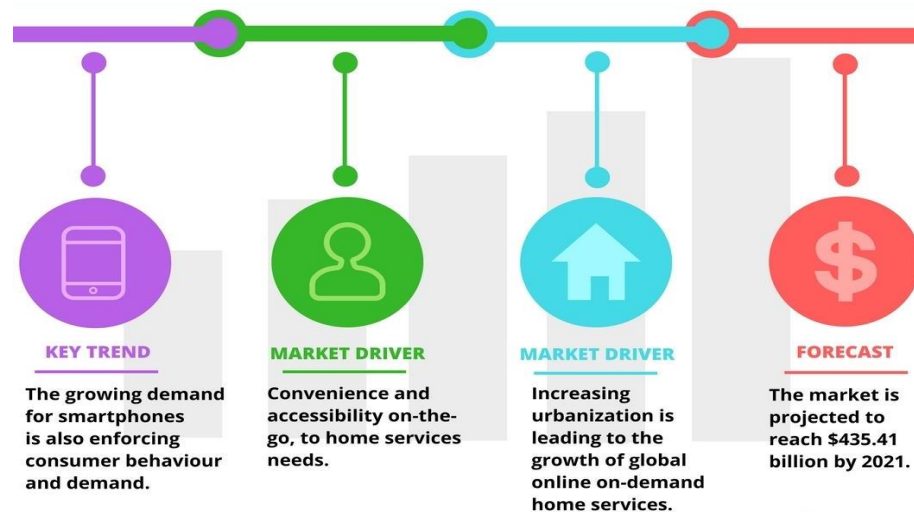 KEY TREND
The growing demand
for smartphones
is also enforcing
consumer behaviour
and demand.
MARKET DRIVER
Convenience and
accessibility on-the-
go, to home services
needs.
MARKET DRIVER
Increasing
urbanization is
leading to the
growth of global
online on-demand
home services.
FORECAST
The market is
projected to
reach $435.41
billion by 2021.